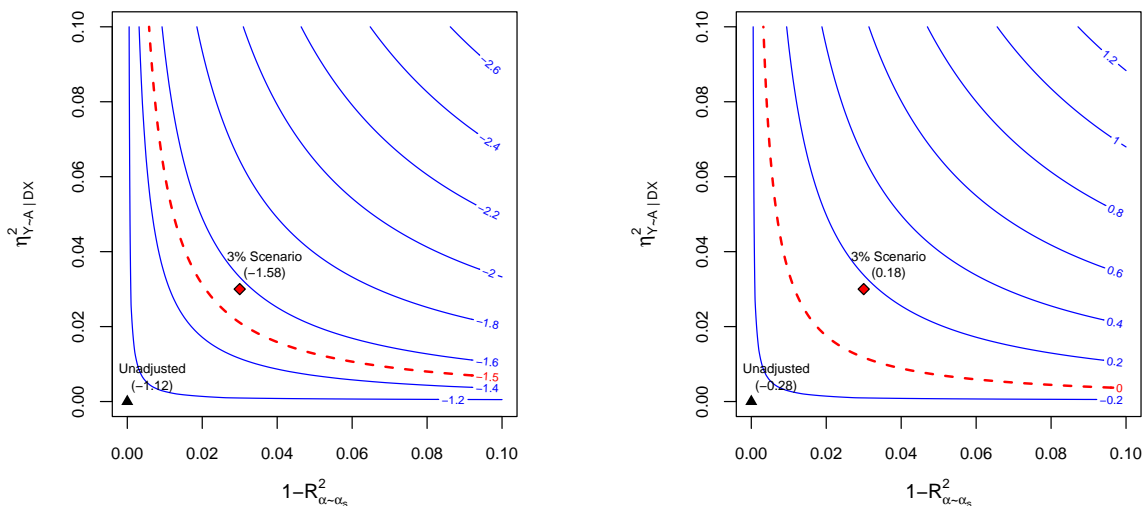 0.00 0.02 0.04 0.06 0.08 0.10
η²Y~A | DX
−2.6
−2.4
−2.2
−2
−1.8
−1.6
−1.5
−1.4
−1.2
3% Scenario
(−1.58)
Unadjusted
(−1.12)
0.00 0.02 0.04 0.06 0.08 0.10
1−R²α~αs
0.00 0.02 0.04 0.06 0.08 0.10
η²Y~A | DX
1.2
1
0.8
0.6
0.4
0.2
0
−0.2
3% Scenario
(0.18)
Unadjusted
(−0.28)
0.00 0.02 0.04 0.06 0.08 0.10
1−R²α~αs